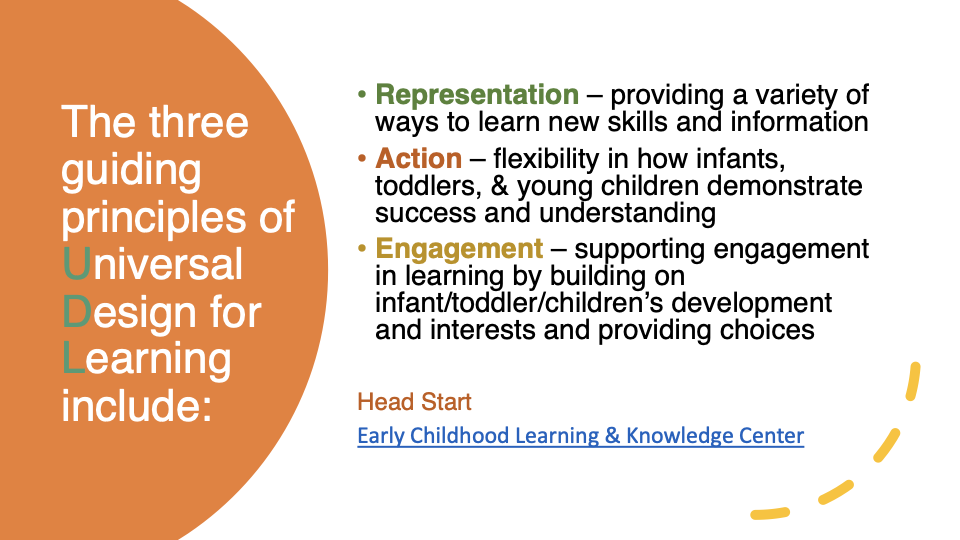 The three
guiding
principles of
Universal
Design for
Learning
include:
• Representation – providing a variety of
ways to learn new skills and information
• Action – flexibility in how infants,
toddlers, & young children demonstrate
success and understanding
• Engagement – supporting engagement
in learning by building on
infant/toddler/children’s development
and interests and providing choices
Head Start
Early Childhood Learning & Knowledge Center